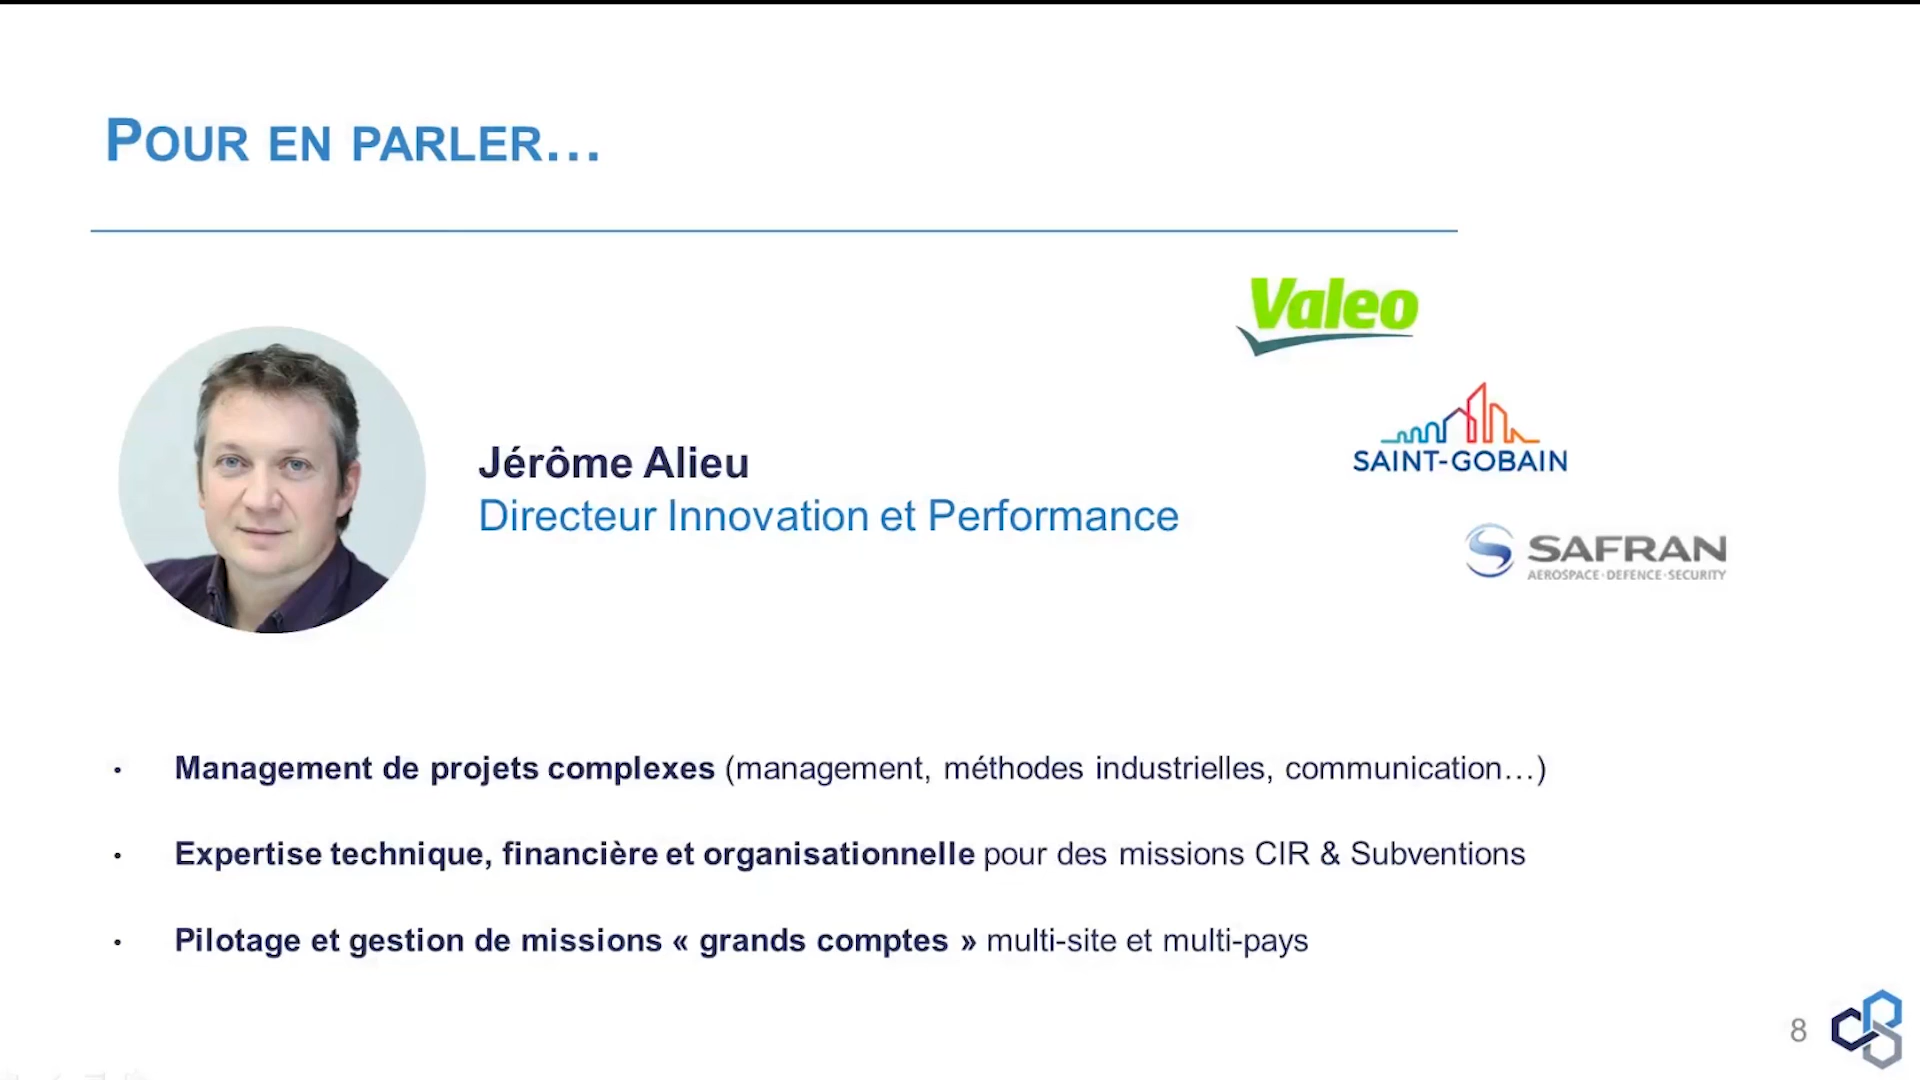 POUR EN PARLER…
Valeo
SAINT-GOBAIN
SAFRAN
AEROSPACE·DEFENCE·SECURITY
Jérôme Alieu
Directeur Innovation et Performance
• Management de projets complexes (management, méthodes industrielles, communication…)
• Expertise technique, financière et organisationnelle pour des missions CIR & Subventions
• Pilotage et gestion de missions « grands comptes » multi-site et multi-pays
8